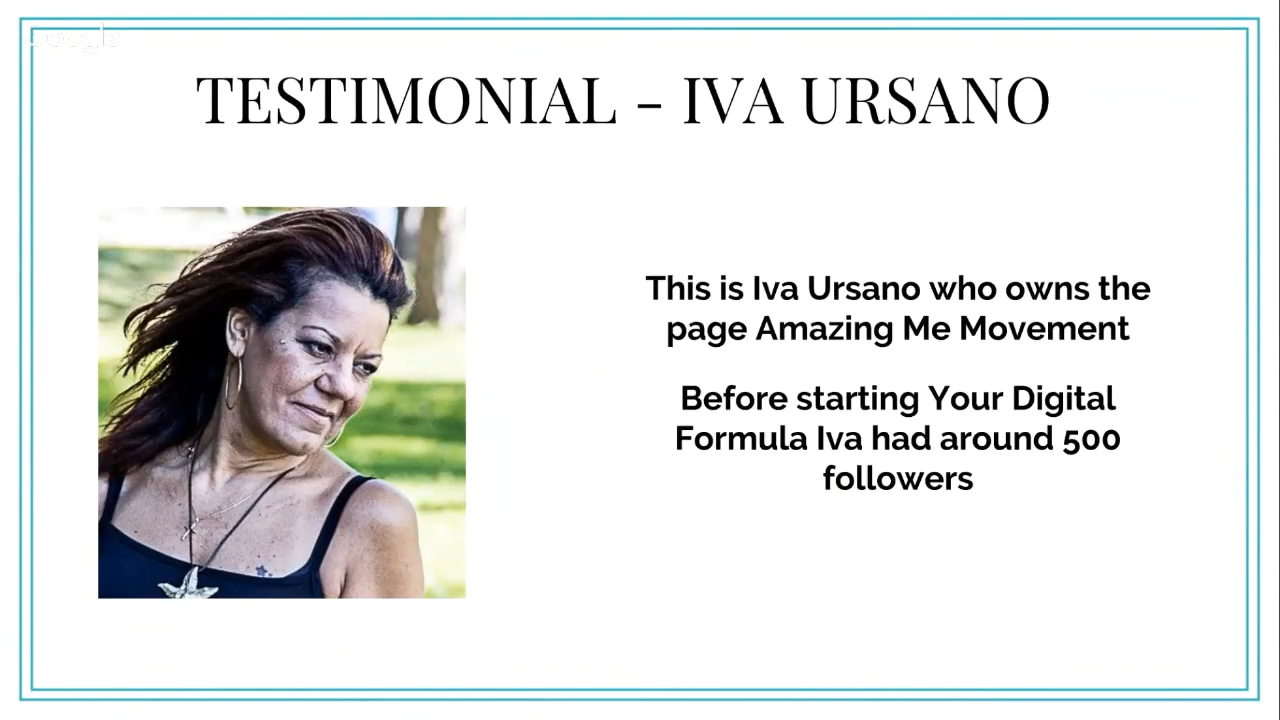 Google
TESTIMONIAL – IVA URSANO
This is Iva Ursano who owns the
page Amazing Me Movement
Before starting Your Digital
Formula Iva had around 500
followers